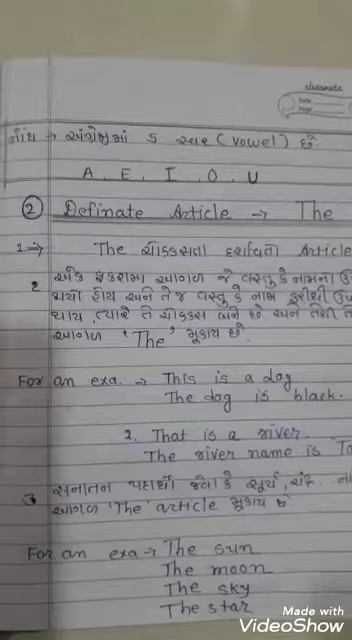 classmate
Date
Page
નોંધ → અંગ્રેજીમાં 5 સ્વર (vowel) છે.
A, E, I, O, U
② Definate Article → The
1 → The ચોક્કસતા દર્શાવતો Article
2 એક ફકરામાં આગળ જે વસ્તુ કે નામનો
થયો હોય અને તે જ વસ્તુ કે નામ ફરીથી
થાય ત્યારે તે ચોક્કસ બને છે અને તેથી
આગળ 'The' મૂકાય છે.
For an exa. → This is a dog
The dog is black.
2. That is a river.
The river name is
3 સનાતન પદાર્થો જેવા કે સૂર્ય, ચંદ્ર,
આગળ 'The' article મૂકાય છે
For an exa → The sun
The moon
The sky
The star
Made with
VideoShow